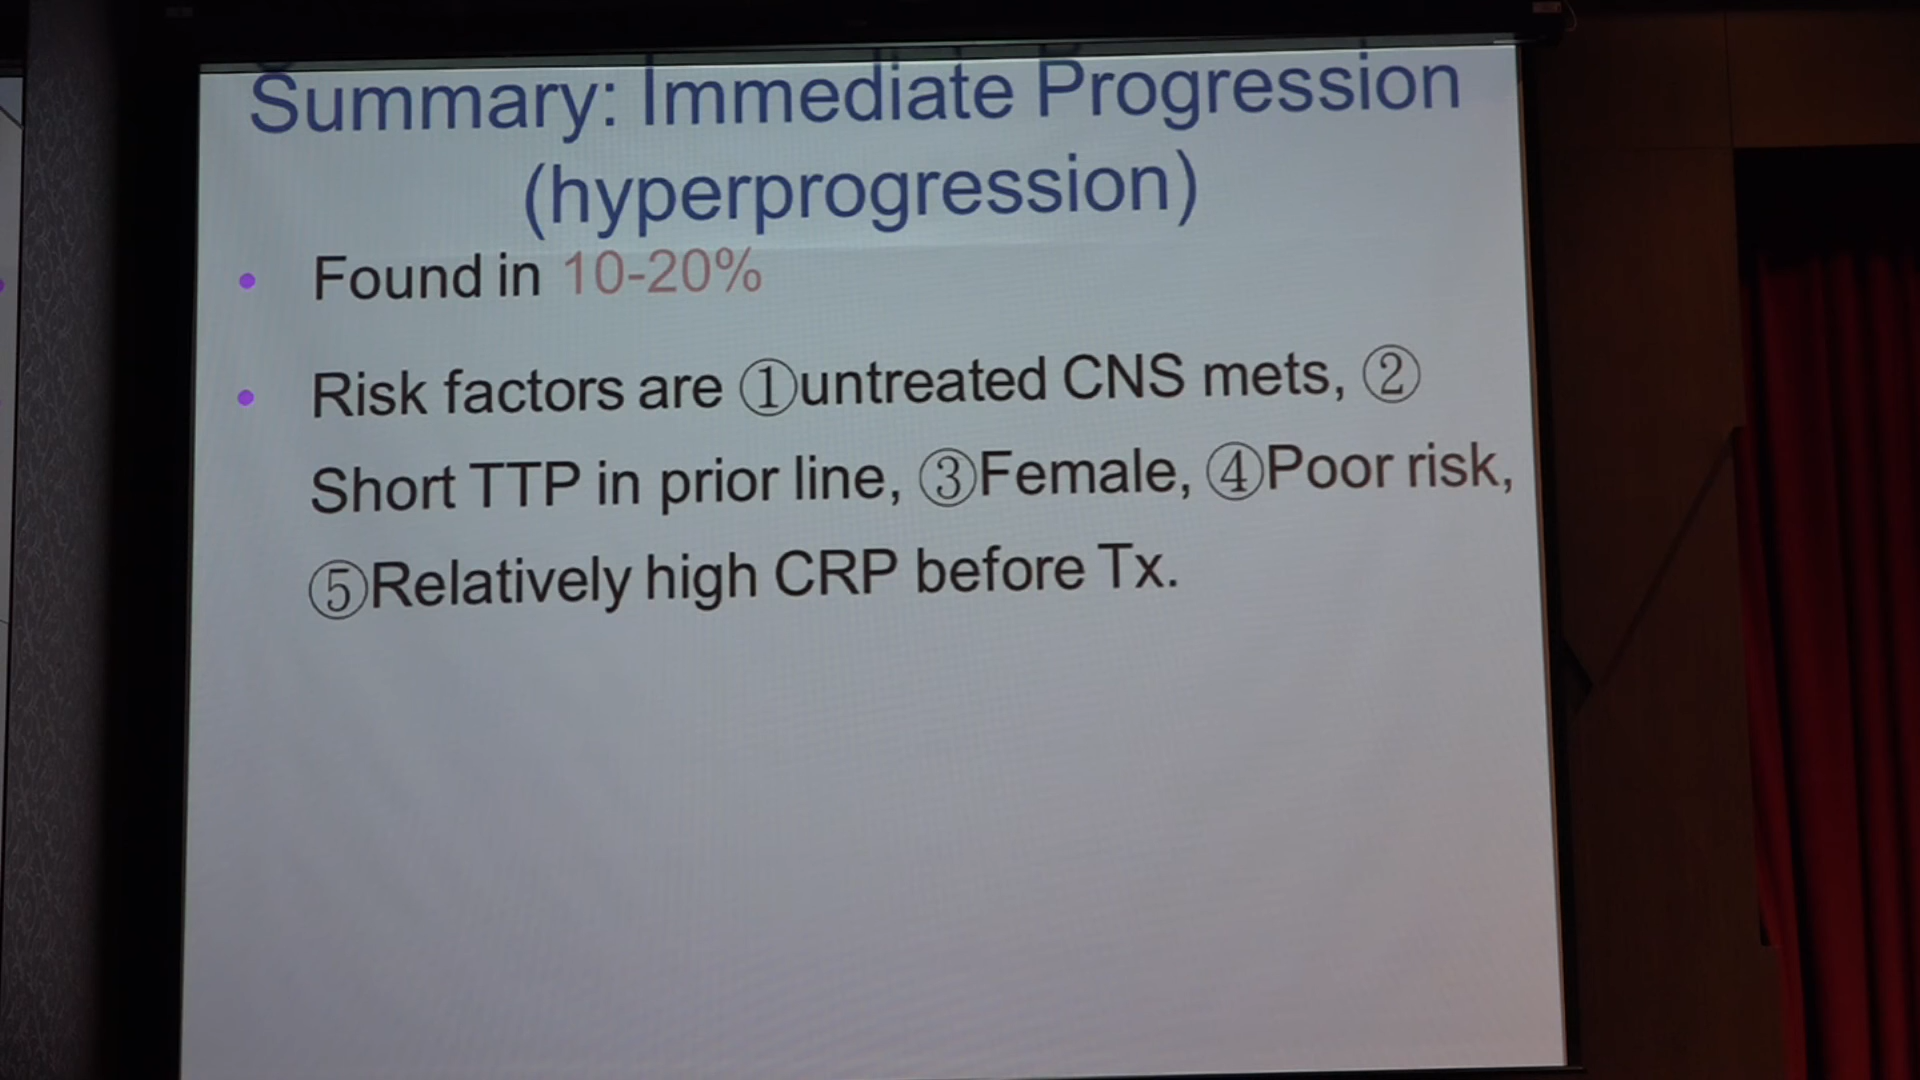 Summary: Immediate Progression
(hyperprogression)
• Found in 10-20%
• Risk factors are ①untreated CNS mets, ②
Short TTP in prior line, ③Female, ④Poor risk,
⑤Relatively high CRP before Tx.